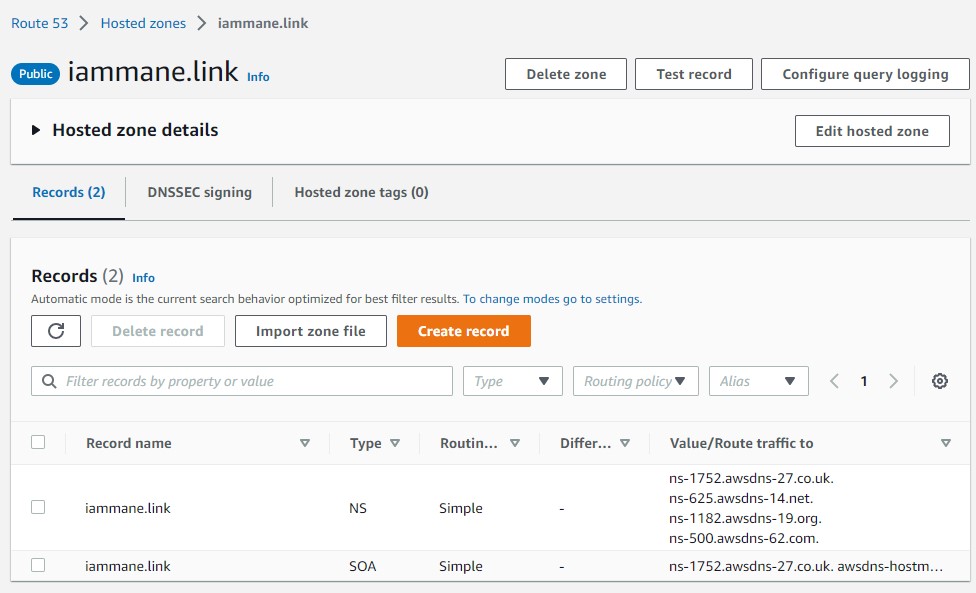 Route 53 > Hosted zones > iammane.link
Public iammane.link Info
Delete zone Test record Configure query logging
Hosted zone details Edit hosted zone
Records (2) DNSSEC signing Hosted zone tags (0)
Records (2) Info
Automatic mode is the current search behavior optimized for best filter results. To change modes go to settings.
Delete record Import zone file Create record
Filter records by property or value Type Routing policy Alias 1
Record name Type Routin... Differ... Value/Route traffic to
ns-1752.awsdns-27.co.uk.
ns-625.awsdns-14.net.
iammane.link NS Simple -
ns-1182.awsdns-19.org.
ns-500.awsdns-62.com.
iammane.link SOA Simple - ns-1752.awsdns-27.co.uk. awsdns-hostm...